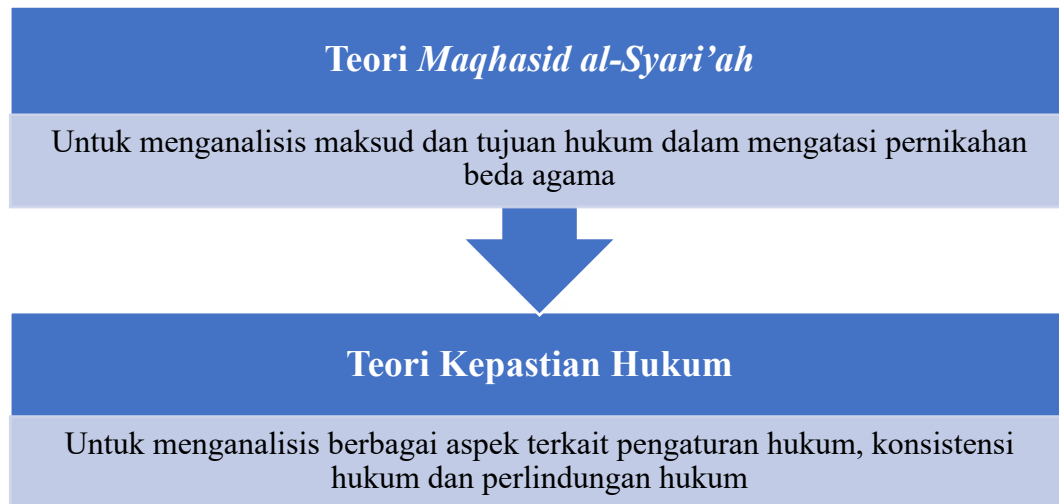 Teori Maqhasid al-Syari’ah
Untuk menganalisis maksud dan tujuan hukum dalam mengatasi pernikahan
beda agama
Teori Kepastian Hukum
Untuk menganalisis berbagai aspek terkait pengaturan hukum, konsistensi
hukum dan perlindungan hukum